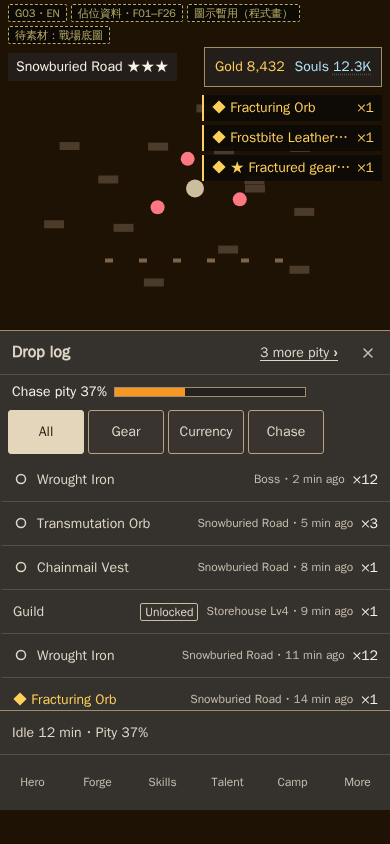 G03・EN 佔位資料・F01–F26 圖示暫用（程式畫）
待素材：戰場底圖
Snowburied Road ★★★
Gold 8,432 Souls 12.3K
◆ Fracturing Orb ×1
◆ Frostbite Leather⋯ ×1
◆ ★ Fractured gear⋯ ×1
Drop log 3 more pity › ×
Chase pity 37%
All Gear Currency Chase
Wrought Iron Boss・2 min ago ×12
Transmutation Orb Snowburied Road・5 min ago ×3
Chainmail Vest Snowburied Road・8 min ago ×1
Guild Unlocked Storehouse Lv4・9 min ago ×1
Wrought Iron Snowburied Road・11 min ago ×12
◆ Fracturing Orb Snowburied Road・14 min ago ×1
Idle 12 min・Pity 37%
Hero Forge Skills Talent Camp More